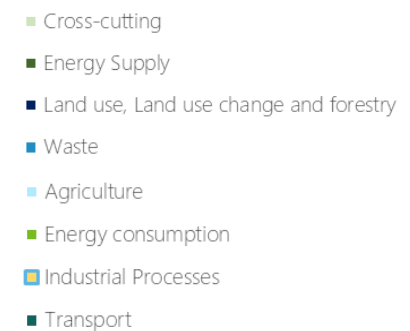 Cross-cutting
Energy Supply
Land use, Land use change and forestry
Waste
Agriculture
Energy consumption
Industrial Processes
Transport